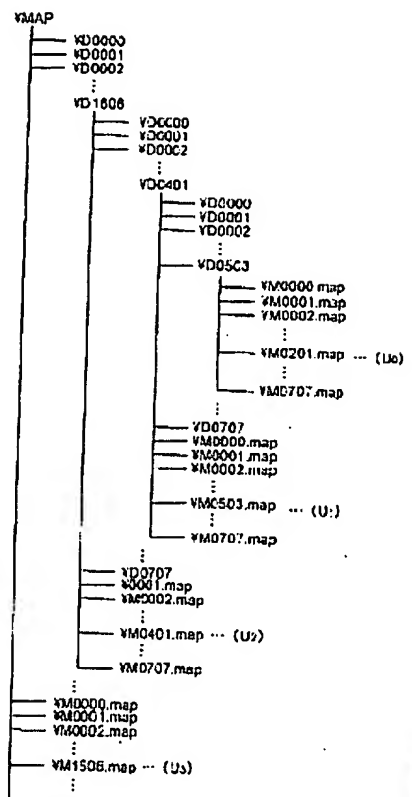 ¥MAP
¥D0000
¥D0001
¥D0002
¥D1606
¥D0000
¥D0001
¥D0002
¥D0401
¥D0000
¥D0001
¥D0002
¥D0503
¥M0000.map
¥M0001.map
¥M0002.map
¥M0201.map ··· (U0)
¥M0707.map
¥D0707
¥M0000.map
¥M0001.map
¥M0002.map
¥M0503.map ··· (U1)
¥M0707.map
¥D0707
¥0001.map
¥M0002.map
¥M0401.map ··· (U2)
¥M0707.map
¥M0000.map
¥M0001.map
¥M0002.map
¥M1506.map ··· (U3)